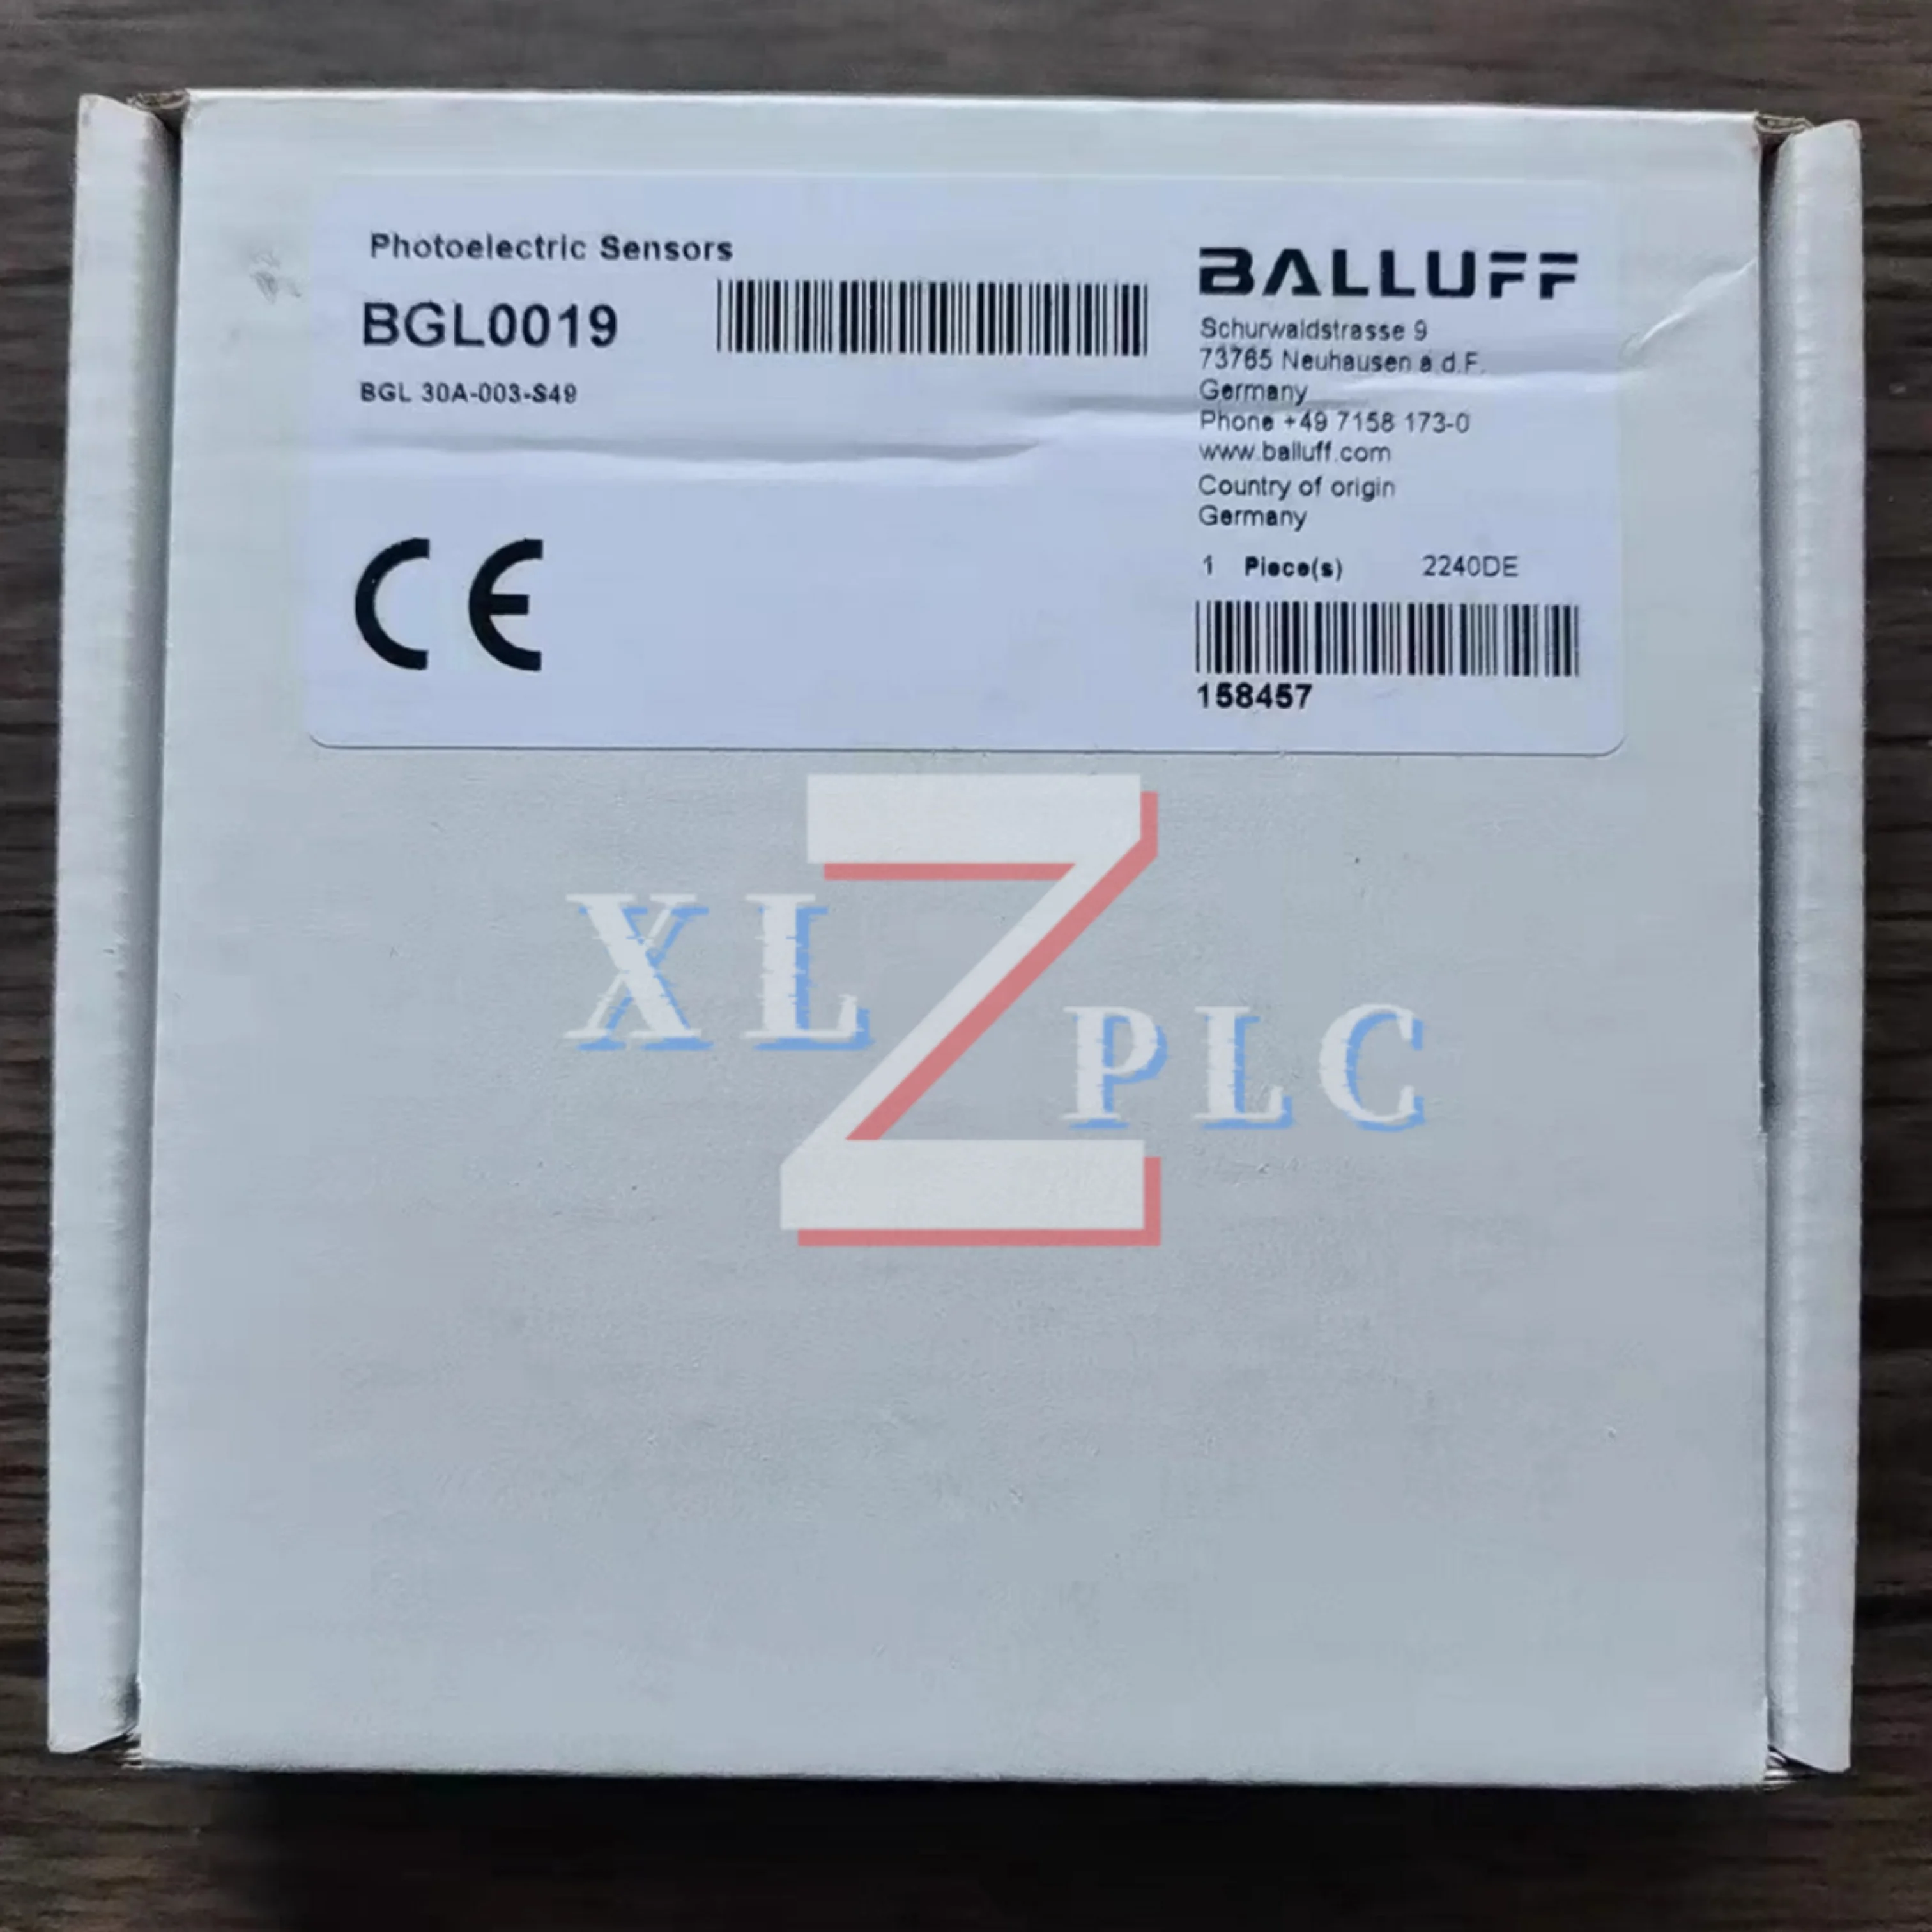 Photoelectric Sensors
BGL0019
BGL 30A-003-S49
BALLUFF
Schurwaldstrasse 9
73765 Neuhausen a.d.F.
Germany
Phone +49 7158 173-0
www.balluff.com
Country of origin
Germany
1 Piece(s) 2240DE
158457
CE
XLZPLC